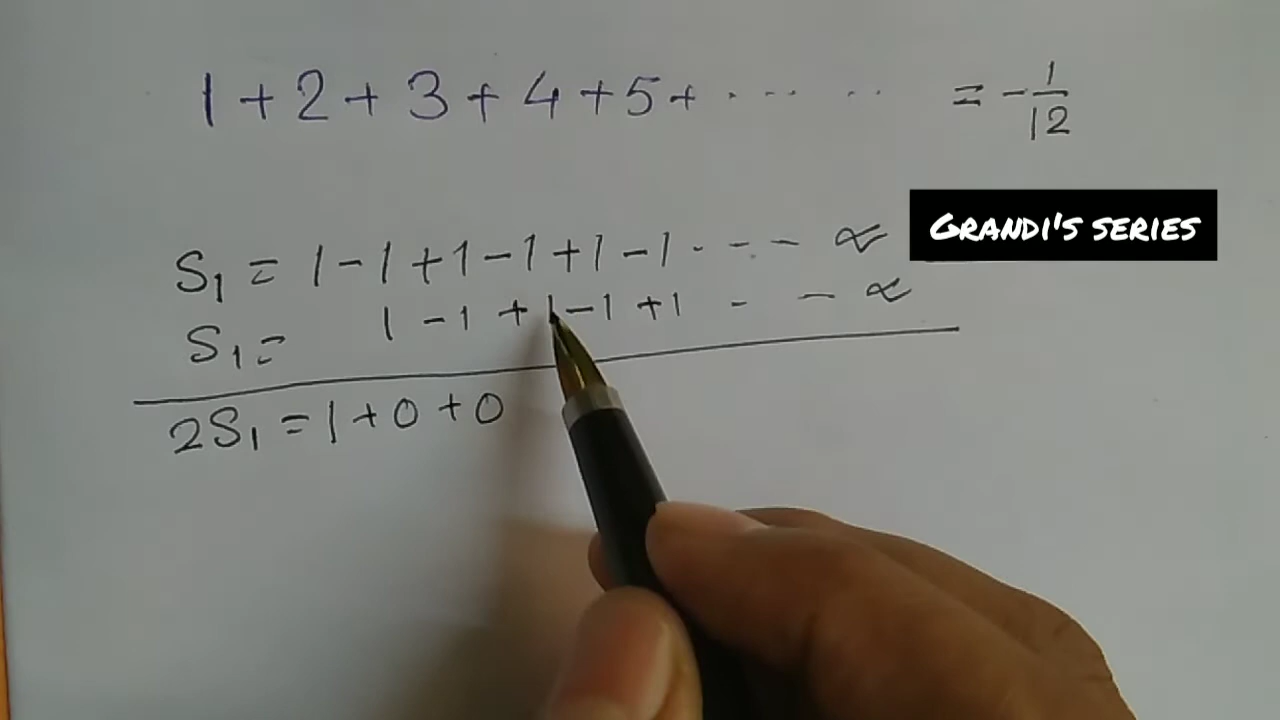 1 + 2 + 3 + 4 + 5 + ..... = -1/12
GRANDI'S SERIES
S₁ = 1 - 1 + 1 - 1 + 1 - 1 - - - - ∝
S₁ = 1 - 1 + 1 - 1 + 1 - - ∝
2S₁ = 1 + 0 + 0